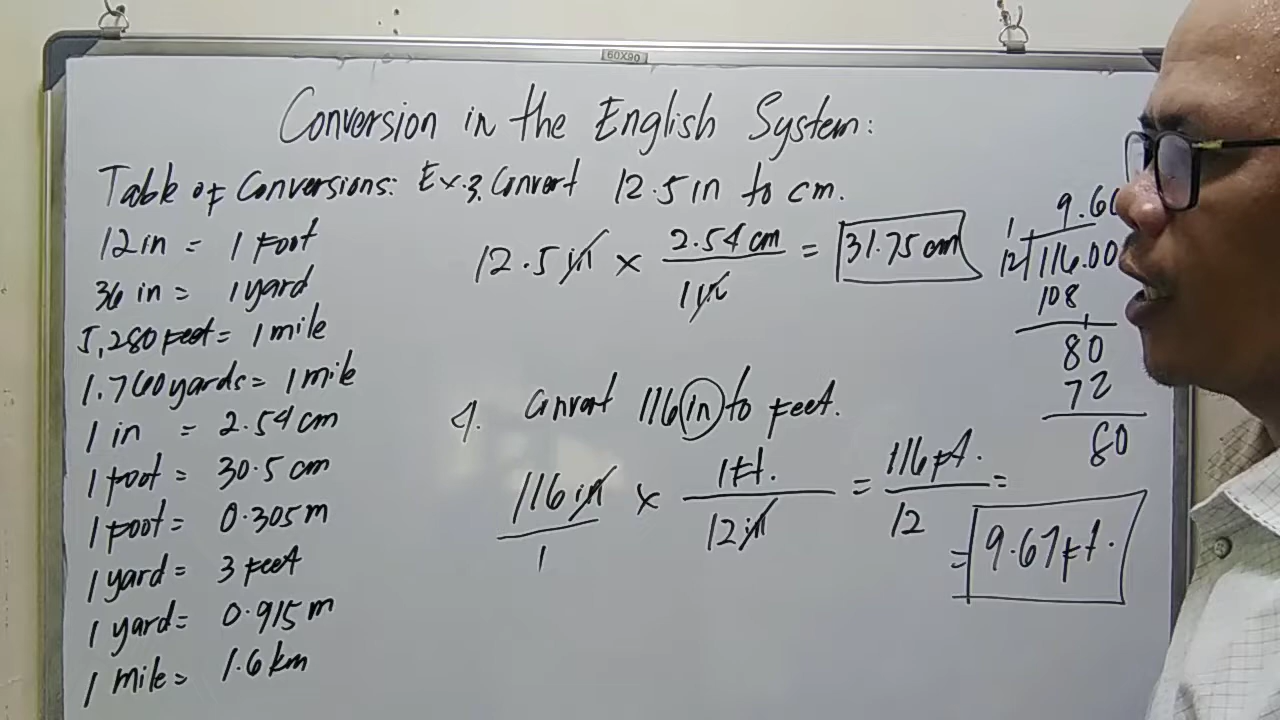 60X90
Conversion in the English System:
Table of Conversions:
12 in = 1 foot
36 in = 1 yard
5,280 feet = 1 mile
1,760 yards = 1 mile
1 in = 2.54 cm
1 foot = 30.5 cm
1 foot = 0.305 m
1 yard = 3 feet
1 yard = 0.915 m
1 mile = 1.6 km
Ex.3. Convert 12.5 in to cm.
12.5 in x 2.54 cm / 1 in = 31.75 cm
4. Convert 116 in to feet.
116 in / 1 x 1 ft. / 12 in = 116 ft. / 12 =
= 9.67 ft.
9.6
1
12 116.00
108
80
72
80